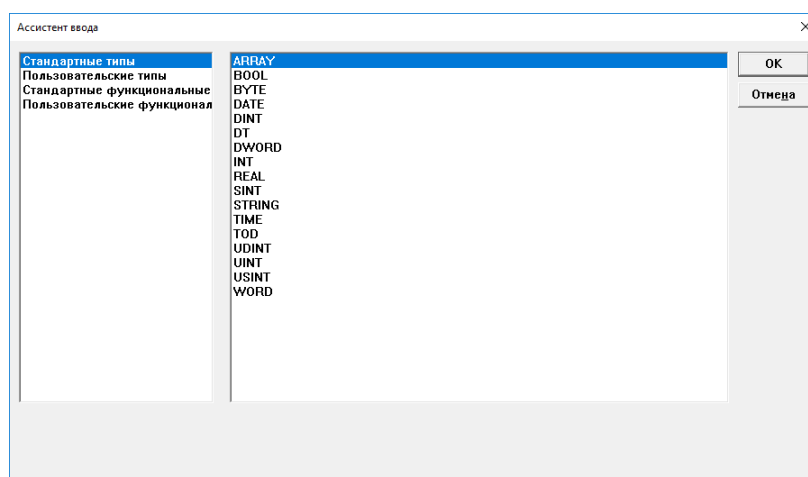 Ассистент ввода
Стандартные типы
Пользовательские типы
Стандартные функциональные
Пользовательские функционал
ARRAY
BOOL
BYTE
DATE
DINT
DT
DWORD
INT
REAL
SINT
STRING
TIME
TOD
UDINT
UINT
USINT
WORD
OK
Отмена